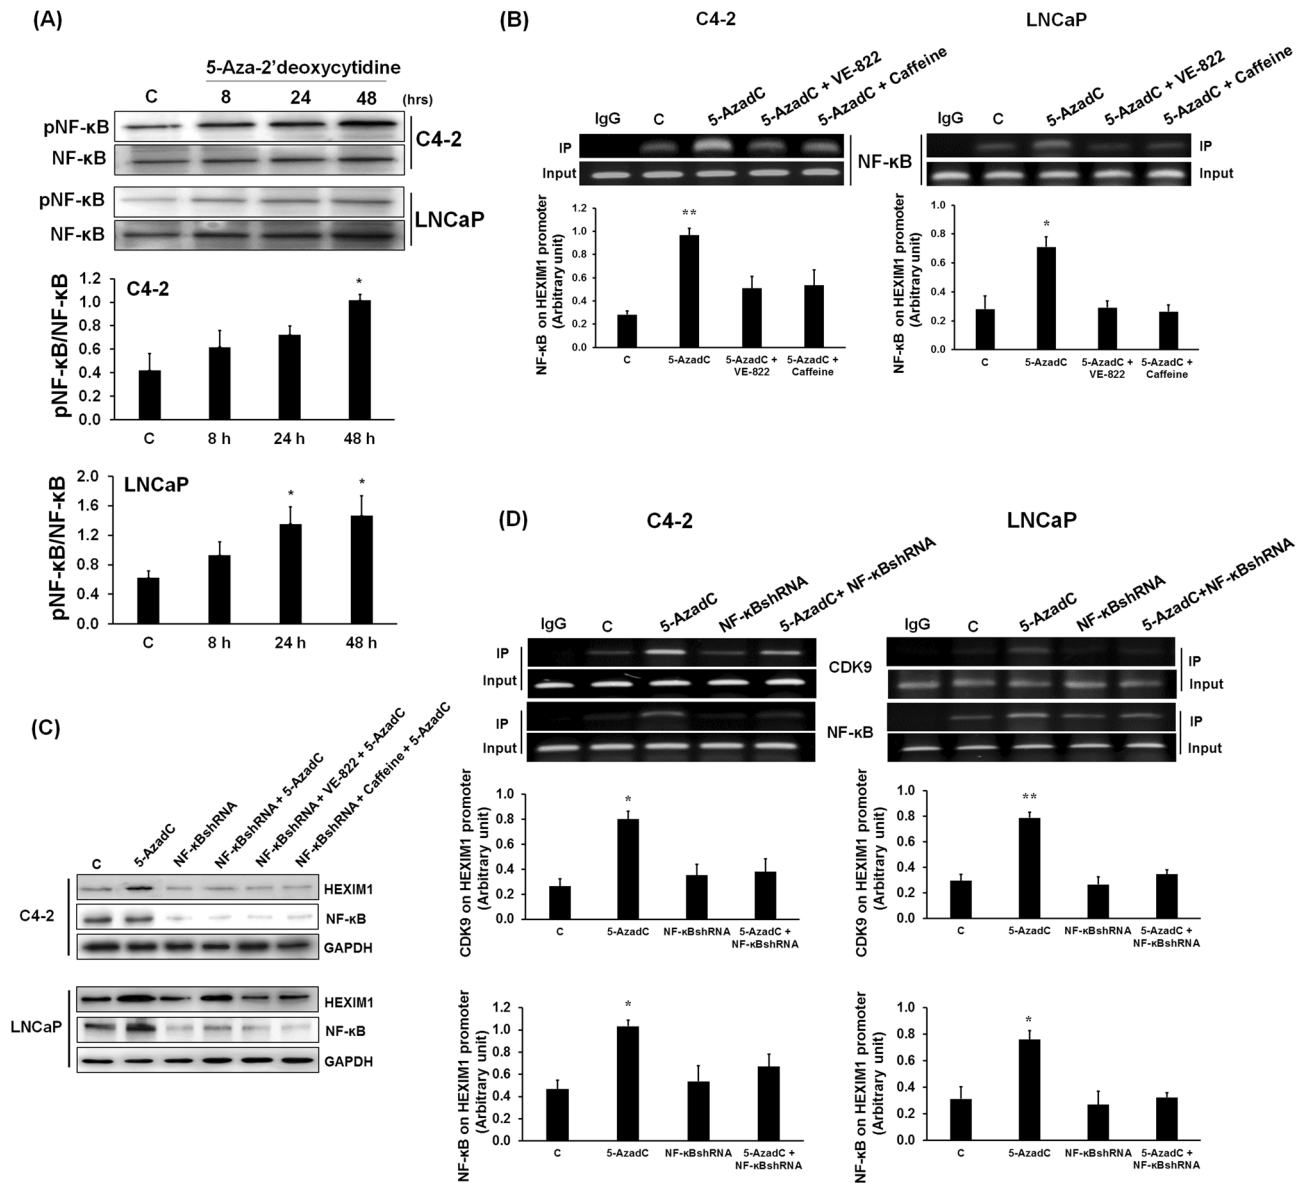 (A)
5-Aza-2'deoxycytidine
C 8 24 48 (hrs)
pNF-κB
NF-κB
C4-2
pNF-κB
NF-κB
LNCaP
pNF-κB/NF-κB
1.2
1.0
0.8
0.6
0.4
0.2
0.0
C4-2
*
C 8 h 24 h 48 h
pNF-κB/NF-κB
2.0
1.6
1.2
0.8
0.4
0.0
LNCaP
* *
C 8 h 24 h 48 h
(B)
C4-2
IgG C 5-AzadC 5-AzadC + VE-822 5-AzadC + Caffeine
IP
Input
NF-κB
LNCaP
IgG C 5-AzadC 5-AzadC + VE-822 5-AzadC + Caffeine
IP
Input
NF-κB on HEXIM1 promoter
(Arbitrary unit)
1.2
1.0
0.8
0.6
0.4
0.2
0.0
**
C 5-AzadC 5-AzadC + 5-AzadC +
VE-822 Caffeine
NF-κB on HEXIM1 promoter
(Arbitrary unit)
1.0
0.8
0.6
0.4
0.2
0.0
*
C 5-AzadC 5-AzadC + 5-AzadC +
VE-822 Caffeine
(C)
C 5-AzadC NF-κBshRNA NF-κBshRNA + 5-AzadC NF-κBshRNA + VE-822 + 5-AzadC NF-κBshRNA + Caffeine + 5-AzadC
C4-2
HEXIM1
NF-κB
GAPDH
LNCaP
HEXIM1
NF-κB
GAPDH
(D)
C4-2
IgG C 5-AzadC NF-κBshRNA 5-AzadC+ NF-κBshRNA
IP
Input
CDK9
IP
Input
NF-κB
LNCaP
IgG C 5-AzadC NF-κBshRNA 5-AzadC+NF-κBshRNA
IP
Input
IP
Input
CDK9 on HEXIM1 promoter
(Arbitrary unit)
1.0
0.8
0.6
0.4
0.2
0.0
*
C 5-AzadC NF-κBshRNA 5-AzadC +
NF-κBshRNA
CDK9 on HEXIM1 promoter
(Arbitrary unit)
1.0
0.8
0.6
0.4
0.2
0.0
**
C 5-AzadC NF-κBshRNA 5-AzadC +
NF-κBshRNA
NF-κB on HEXIM1 promoter
(Arbitrary unit)
1.2
1.0
0.8
0.6
0.4
0.2
0.0
*
C 5-AzadC NF-κBshRNA 5-AzadC +
NF-κBshRNA
NF-κB on HEXIM1 promoter
(Arbitrary unit)
1.0
0.8
0.6
0.4
0.2
0.0
*
C 5-AzadC NF-κBshRNA 5-AzadC +
NF-κBshRNA